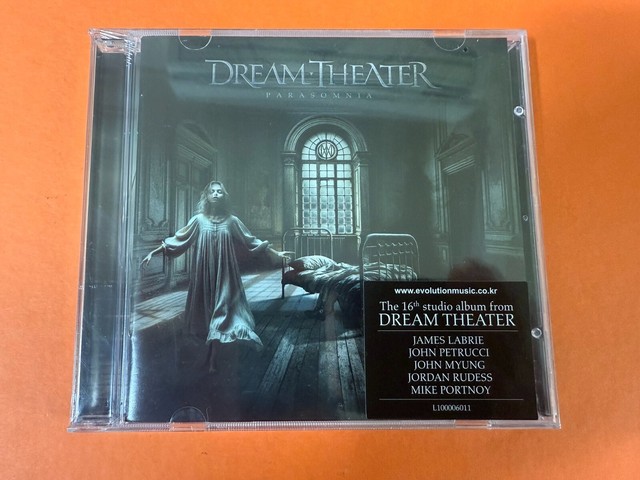 DREAM THEATER
PARASOMNIA
www.evolutionmusic.co.kr
The 16th studio album from
DREAM THEATER
JAMES LABRIE
JOHN PETRUCCI
JOHN MYUNG
JORDAN RUDESS
MIKE PORTNOY
L100006011